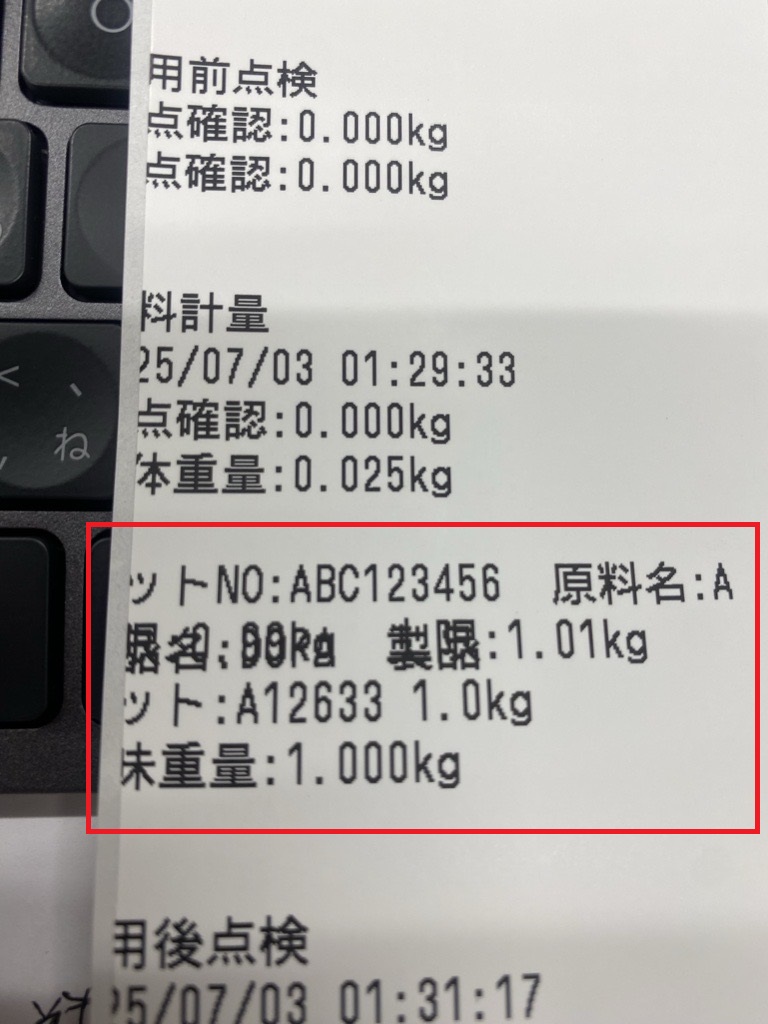 用前点検
点確認:0.000kg
点確認:0.000kg
料計量
25/07/03 01:29:33
点確認:0.000kg
体重量:0.025kg
ットNO:ABC123456 原料名:A
:1.01kg
ット:A12633 1.0kg
味重量:1.000kg
用後点検
25/07/03 01:31:17
ね